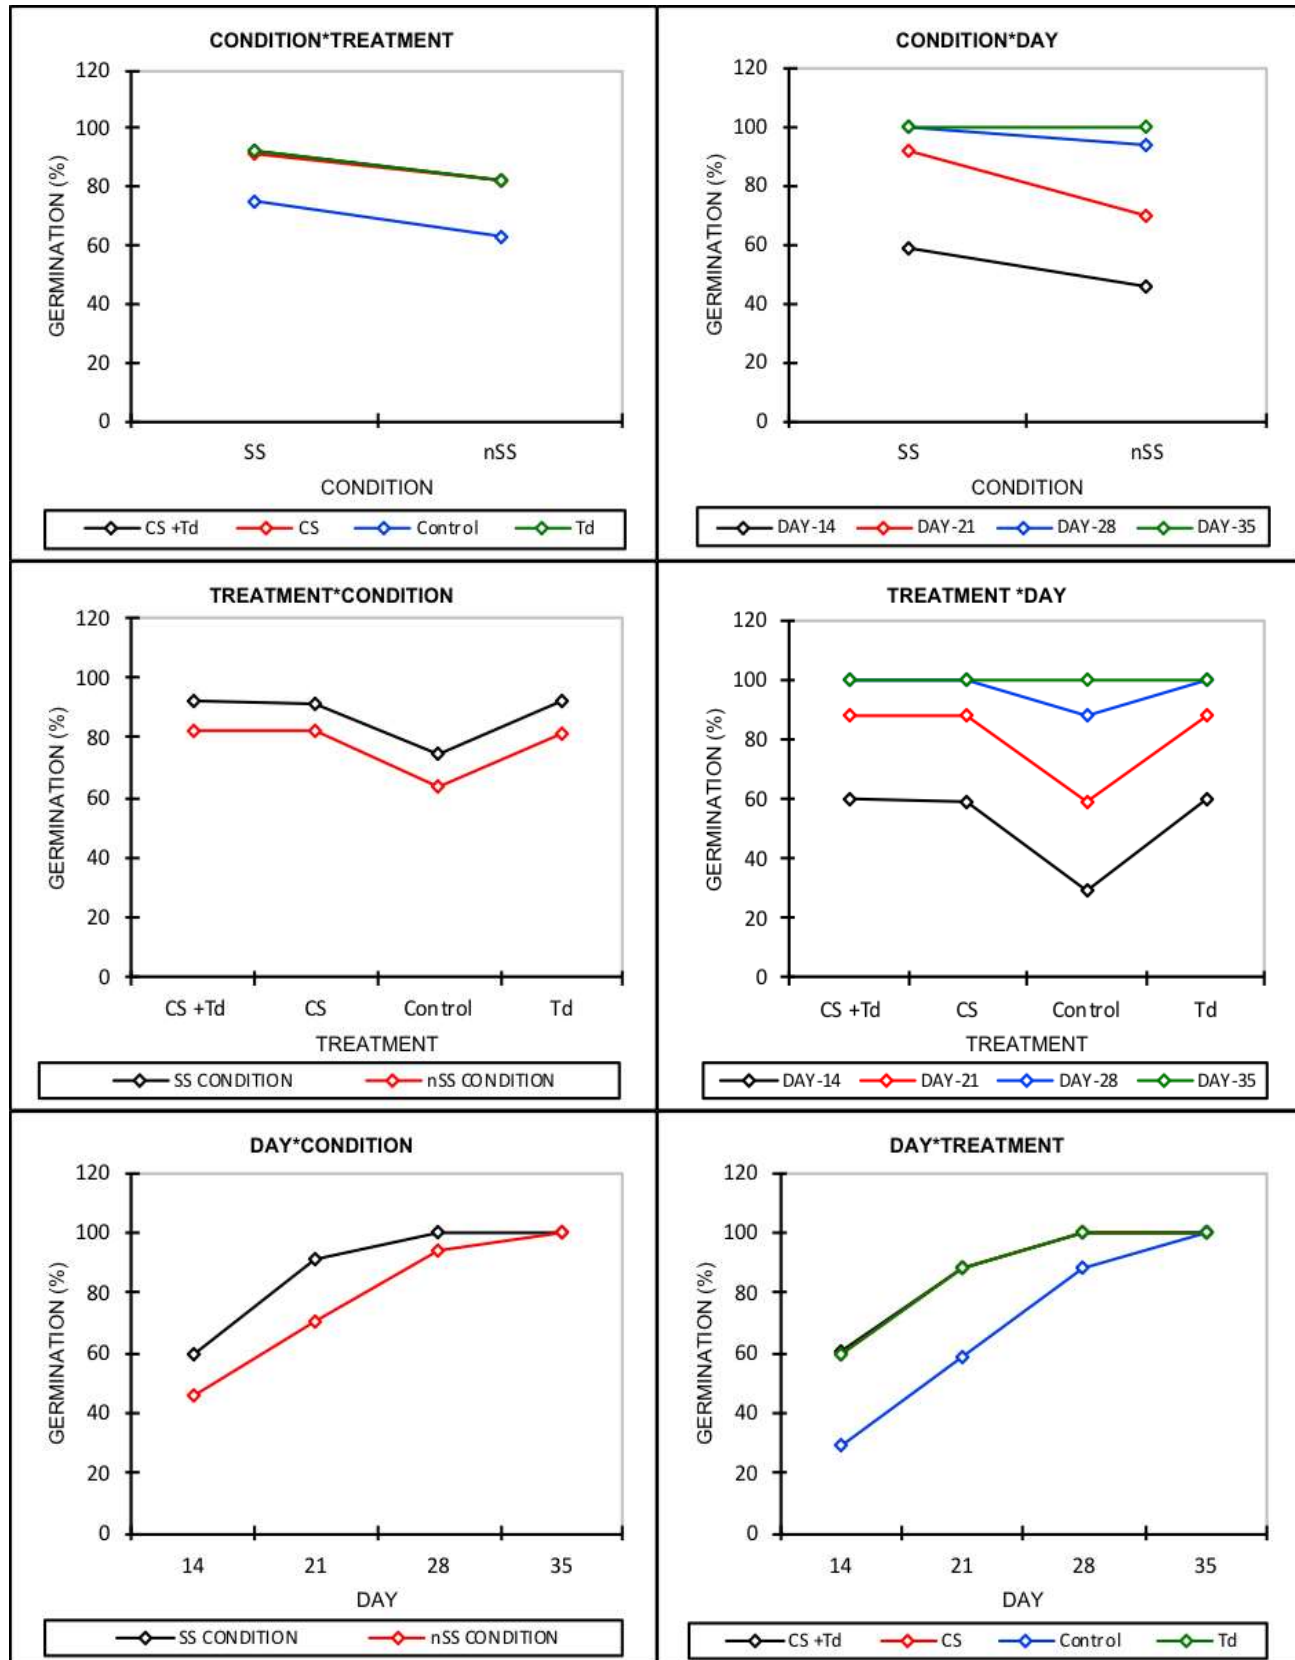 CONDITION*TREATMENT
120
100
80
60
40
20
0
GERMINATION (%)
SS nSS
CONDITION
CS +Td CS Control Td
CONDITION*DAY
120
100
80
60
40
20
0
GERMINATION (%)
SS nSS
CONDITION
DAY-14 DAY-21 DAY-28 DAY-35
TREATMENT*CONDITION
120
100
80
60
40
20
0
GERMINATION (%)
CS +Td CS Control Td
TREATMENT
SS CONDITION nSS CONDITION
TREATMENT *DAY
120
100
80
60
40
20
0
GERMINATION (%)
CS +Td CS Control Td
TREATMENT
DAY-14 DAY-21 DAY-28 DAY-35
DAY*CONDITION
120
100
80
60
40
20
0
GERMINATION (%)
14 21 28 35
DAY
SS CONDITION nSS CONDITION
DAY*TREATMENT
120
100
80
60
40
20
0
GERMINATION (%)
14 21 28 35
DAY
CS +Td CS Control Td